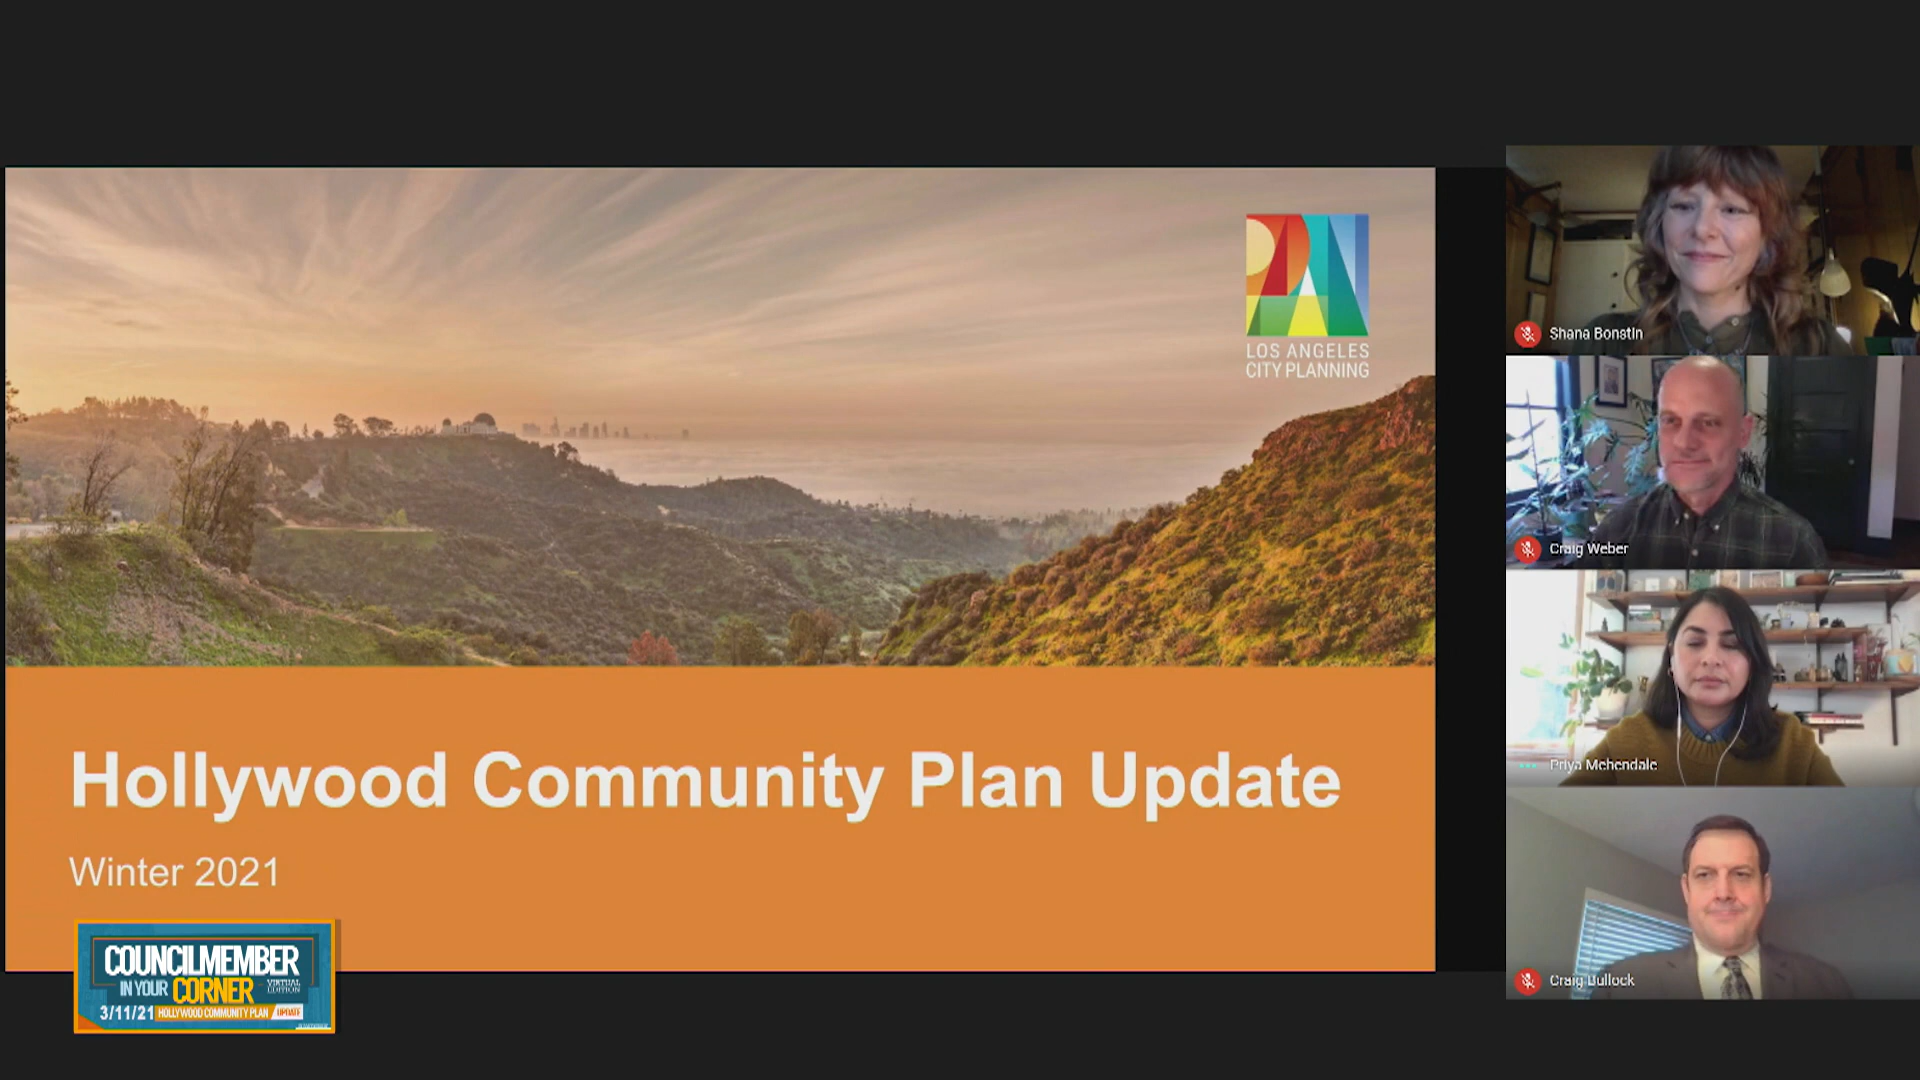 PLAN
LOS ANGELES
CITY PLANNING
Hollywood Community Plan Update
Winter 2021
COUNCILMEMBER
IN YOUR CORNER VIRTUAL EDITION
3/11/21 HOLLYWOOD COMMUNITY PLAN UPDATE
Shana Bonstin
Craig Weber
Priya Mehendale
Craig Bullock